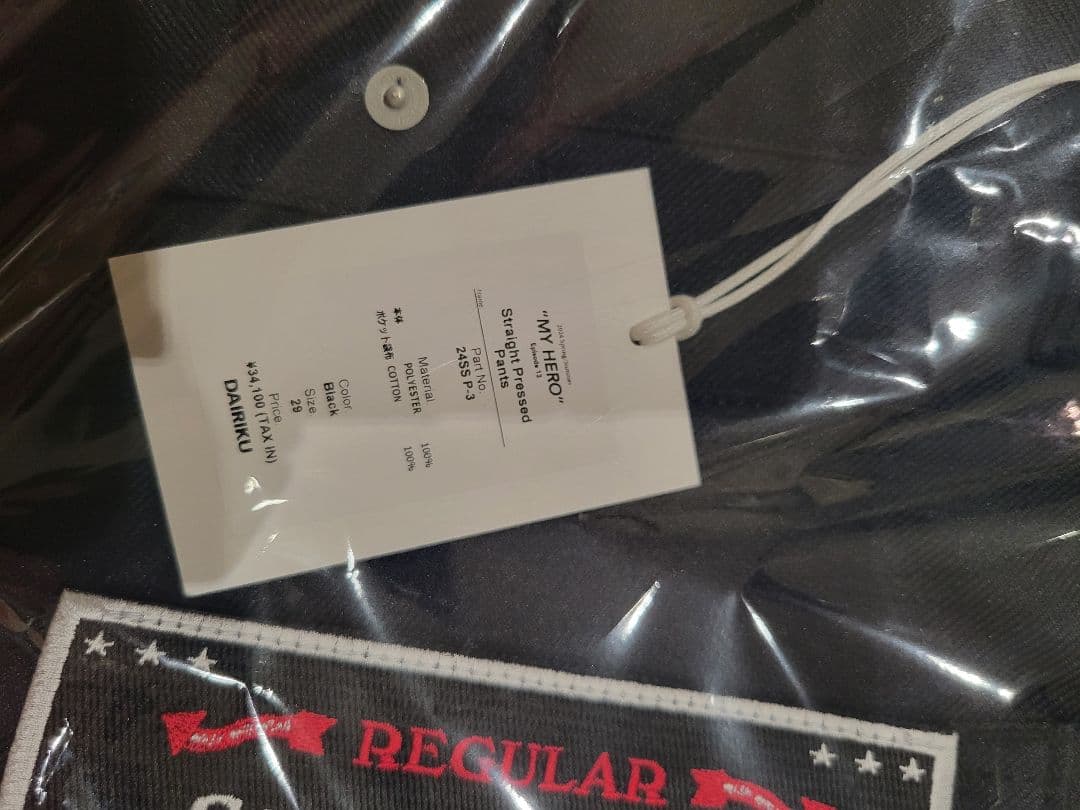 2024 Spring Summer
"MY HERO"
Episode 13
Straight Pressed
Pants
Part No.
24SS P-3
Material
本体 POLYESTER 100%
ポケット袋布 COTTON 100%
Color
Black
Size
29
Price
¥34,100 (TAX IN)
DAIRIKU
REGULAR